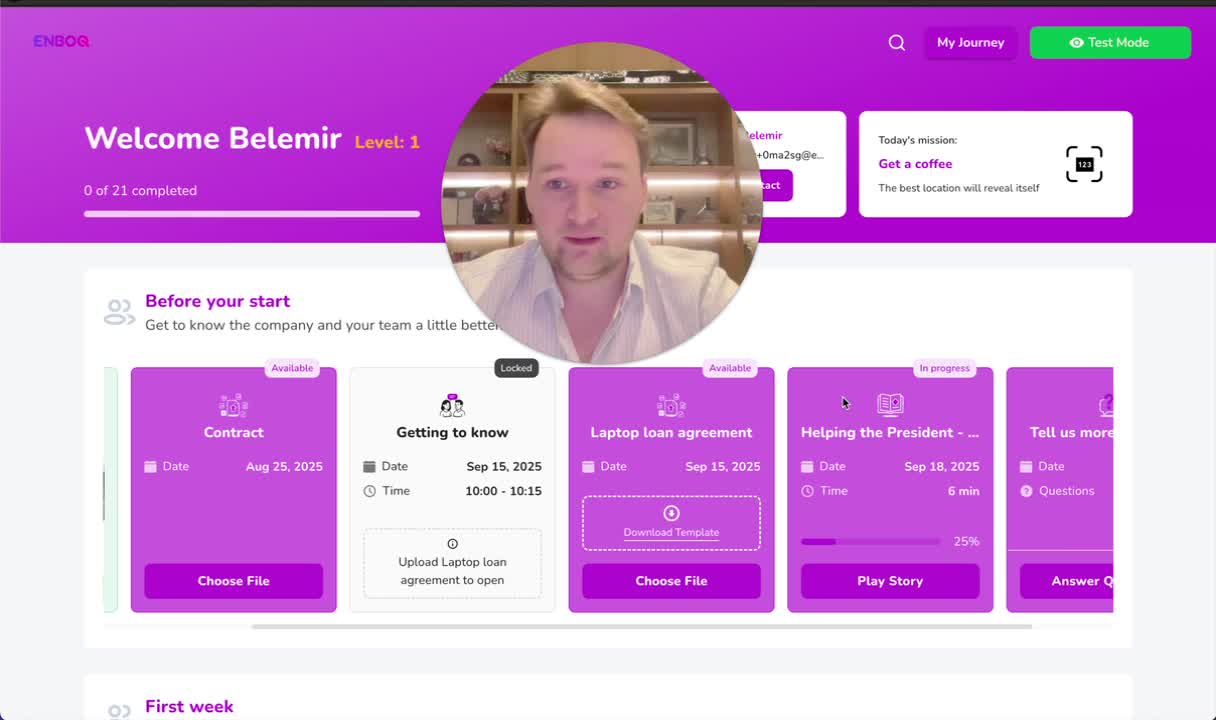 ENBOQ
My Journey
Test Mode
Welcome Belemir Level: 1
0 of 21 completed
elemir
+0ma2sg@e...
tact
Today's mission:
Get a coffee
The best location will reveal itself
123
Before your start
Get to know the company and your team a little better
Available
Contract
Date Aug 25, 2025
Choose File
Locked
Getting to know
Date Sep 15, 2025
Time 10:00 - 10:15
Upload Laptop loan
agreement to open
Available
Laptop loan agreement
Date Sep 15, 2025
Download Template
Choose File
In progress
Helping the President - ...
Date Sep 18, 2025
Time 6 min
25%
Play Story
Tell us more
Date
Questions
Answer Q
First week